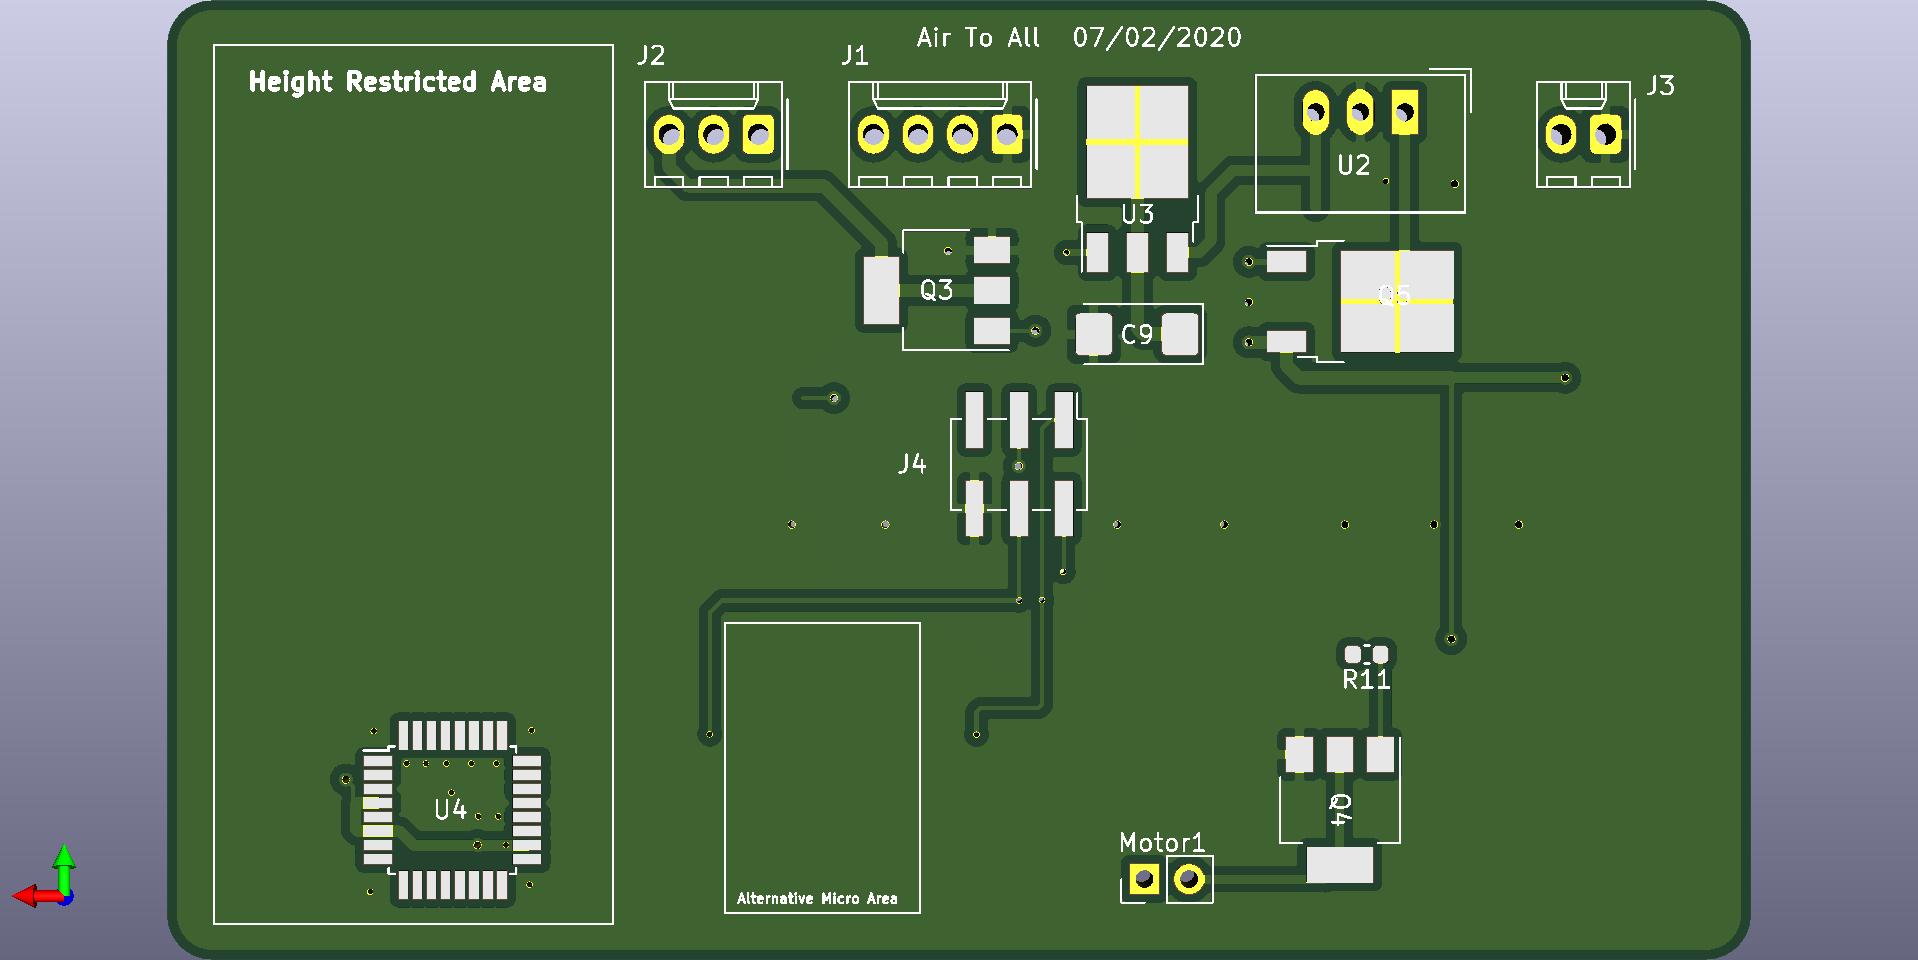 Air To All 07/02/2020
J2
J1
J3
Height Restricted Area
U2
U3
Q3
Q5
C9
J4
R11
U4
Q4
Motor1
Alternative Micro Area